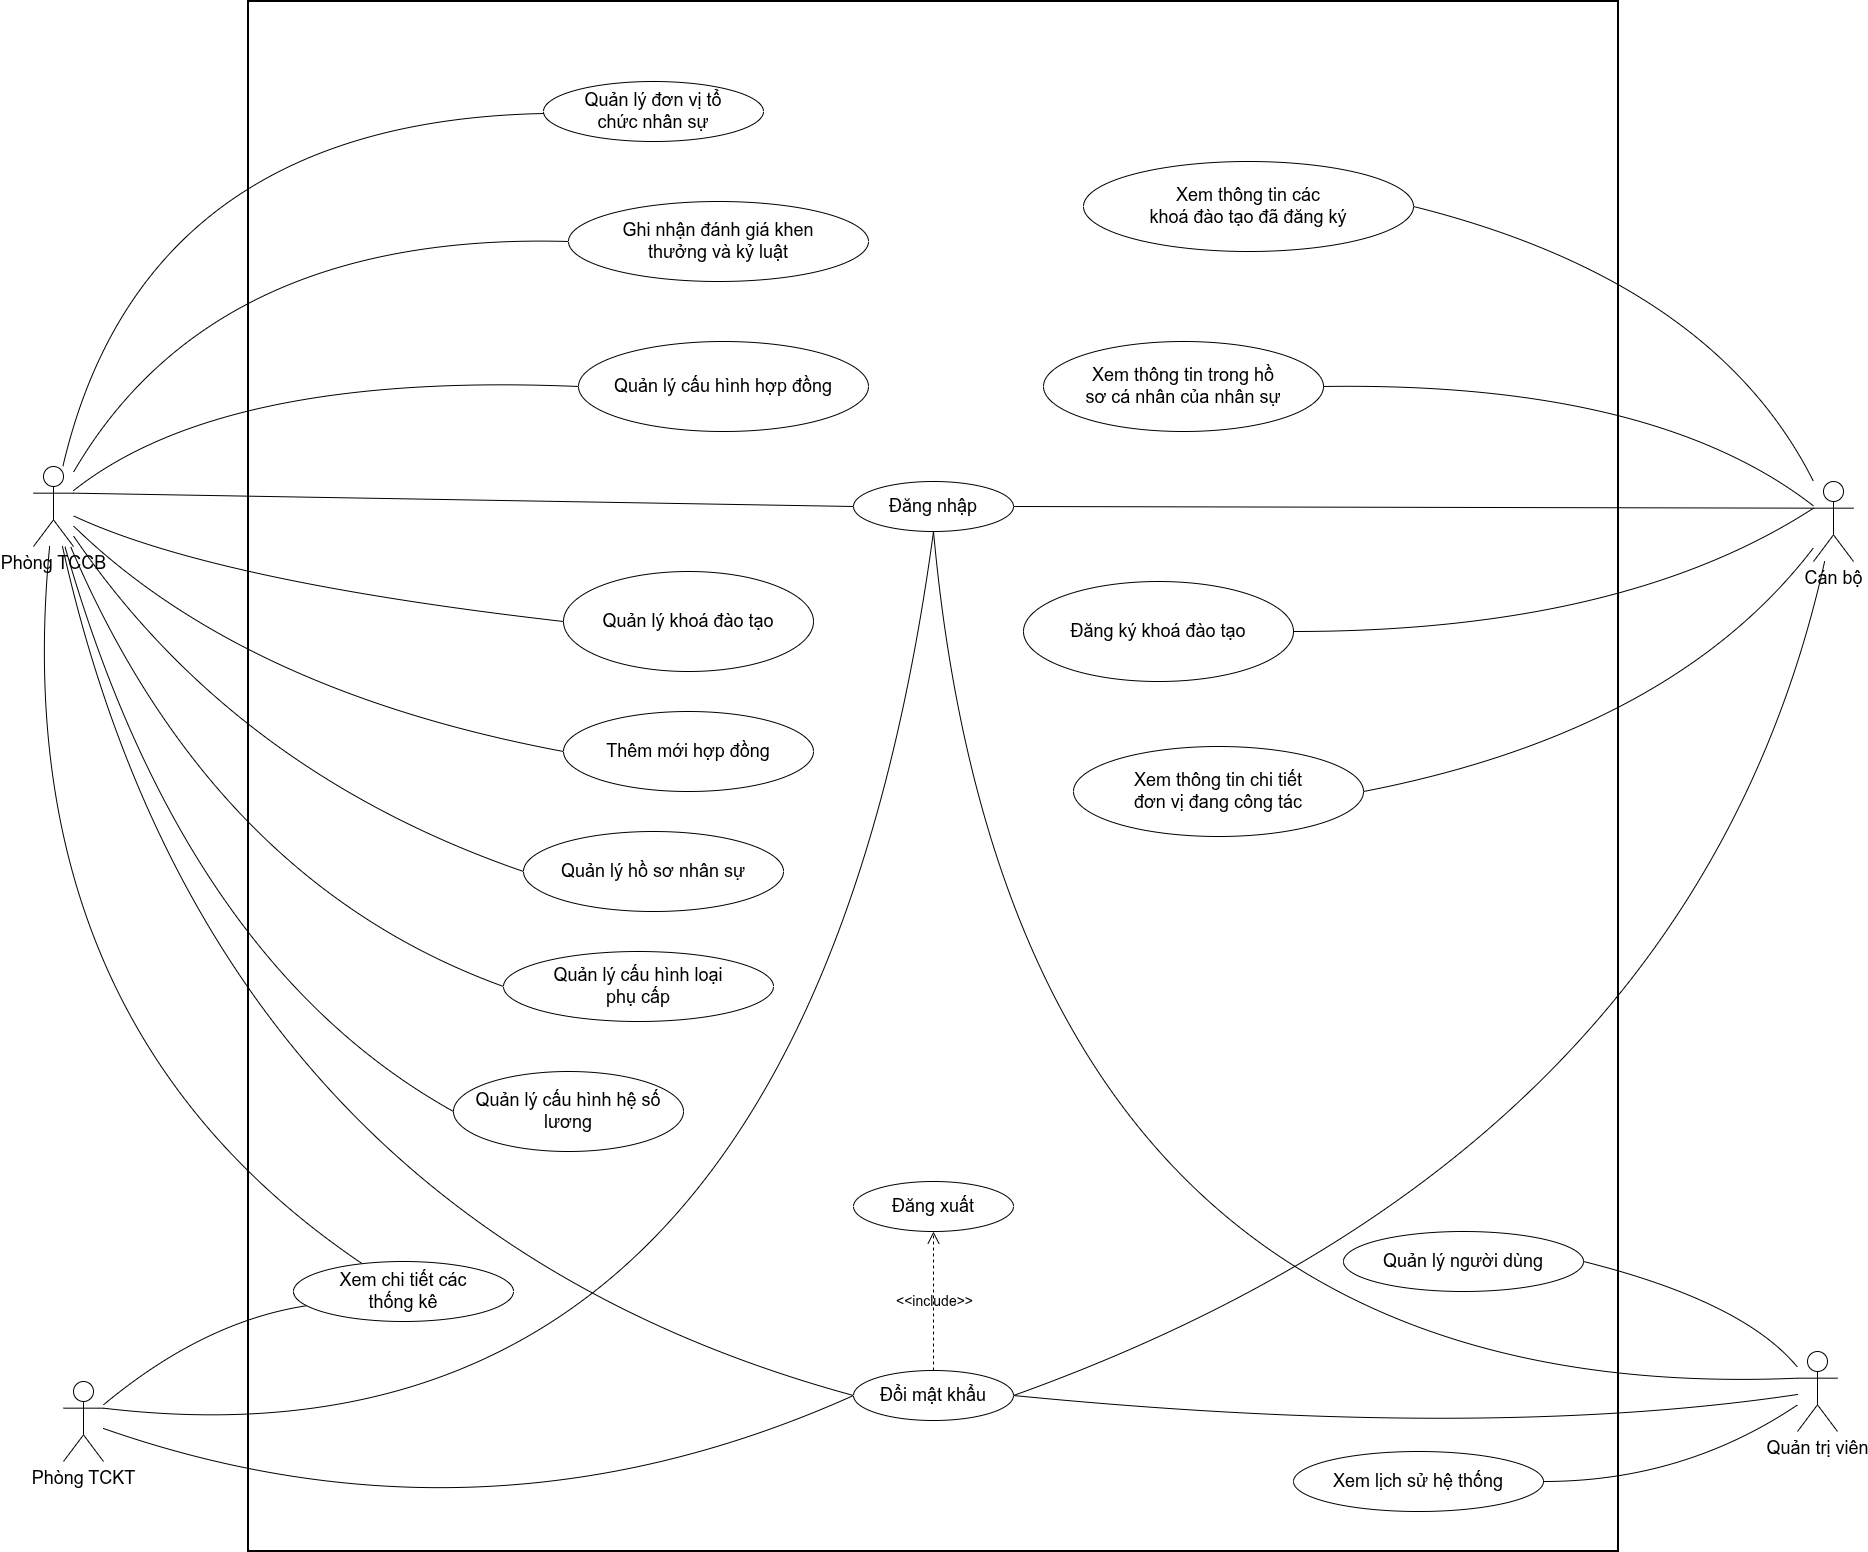 Quản lý đơn vị tổ
chức nhân sự
Xem thông tin các
khoá đào tạo đã đăng ký
Ghi nhận đánh giá khen
thưởng và kỷ luật
Quản lý cấu hình hợp đồng
Xem thông tin trong hồ
sơ cá nhân của nhân sự
Đăng nhập
Phòng TCCB
Cán bộ
Quản lý khoá đào tạo
Đăng ký khoá đào tạo
Thêm mới hợp đồng
Xem thông tin chi tiết
đơn vị đang công tác
Quản lý hồ sơ nhân sự
Quản lý cấu hình loại
phụ cấp
Quản lý cấu hình hệ số
lương
Đăng xuất
Quản lý người dùng
Xem chi tiết các
thống kê
<<include>>
Đổi mật khẩu
Quản trị viên
Phòng TCKT
Xem lịch sử hệ thống